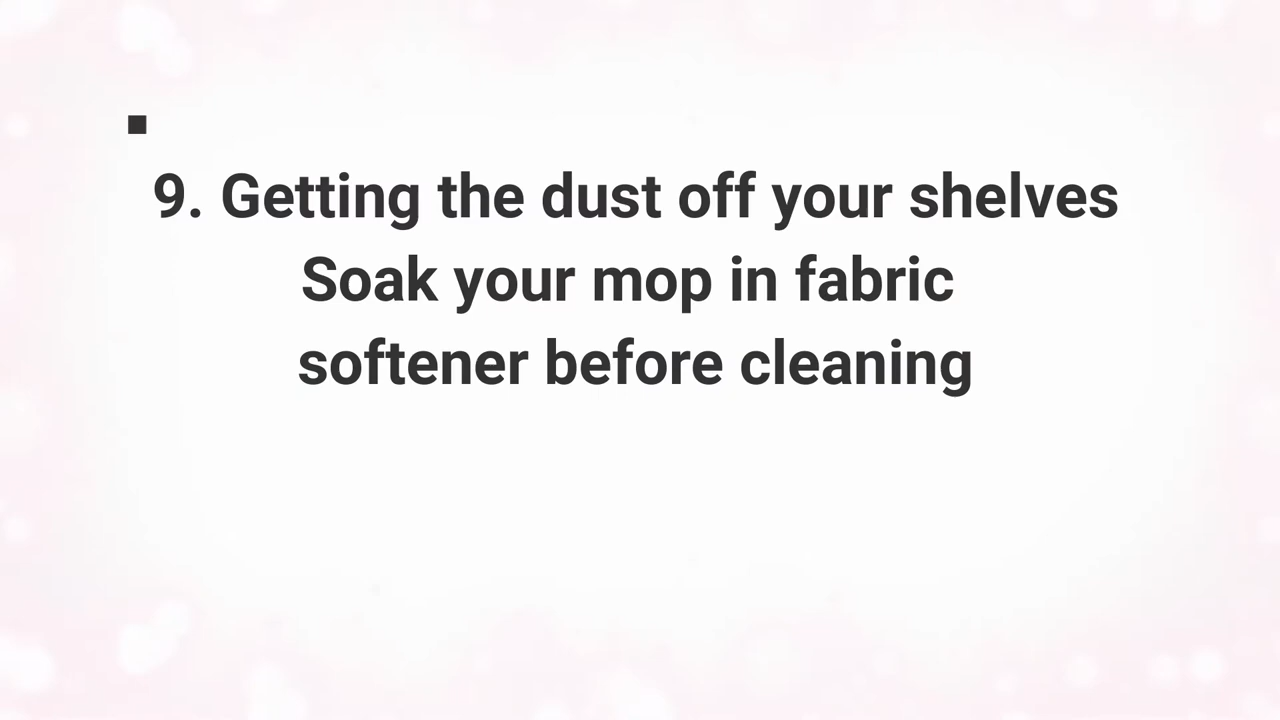 ▪
9. Getting the dust off your shelves
Soak your mop in fabric
softener before cleaning